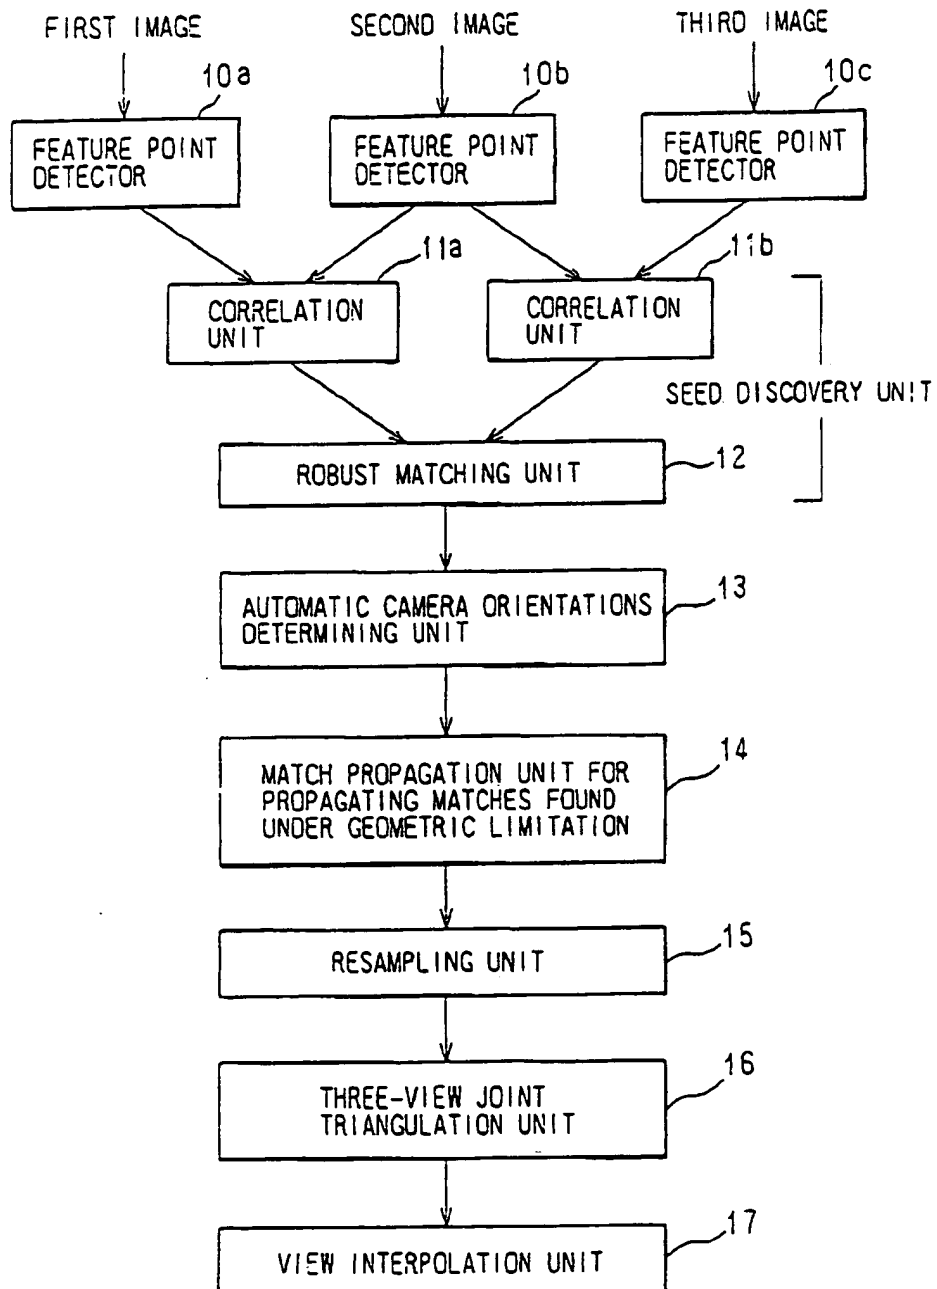 FIRST IMAGE
SECOND IMAGE
THIRD IMAGE
10a
10b
10c
FEATURE POINT
DETECTOR
FEATURE POINT
DETECTOR
FEATURE POINT
DETECTOR
11a
11b
CORRELATION
UNIT
CORRELATION
UNIT
SEED DISCOVERY UNIT
ROBUST MATCHING UNIT
12
AUTOMATIC CAMERA ORIENTATIONS
DETERMINING UNIT
13
MATCH PROPAGATION UNIT FOR
PROPAGATING MATCHES FOUND
UNDER GEOMETRIC LIMITATION
14
RESAMPLING UNIT
15
THREE-VIEW JOINT
TRIANGULATION UNIT
16
VIEW INTERPOLATION UNIT
17